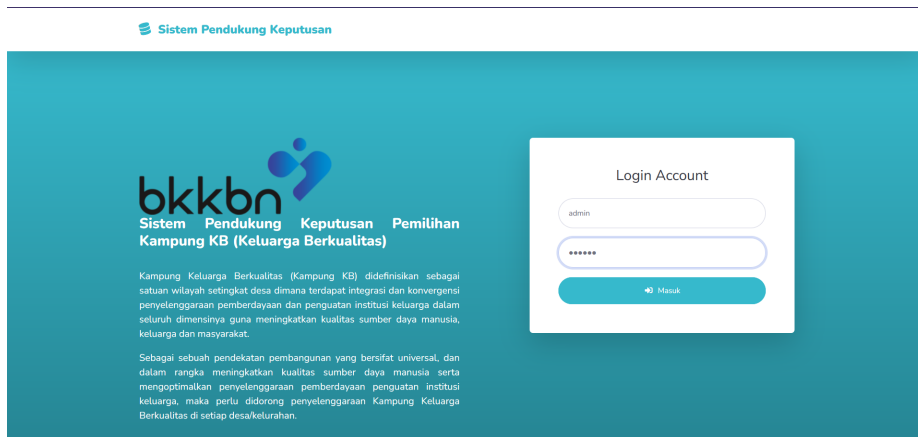 Sistem Pendukung Keputusan
bkkbn
Sistem Pendukung Keputusan Pemilihan
Kampung KB (Keluarga Berkualitas)
Kampung Keluarga Berkualitas (Kampung KB) didefinisikan sebagai
satuan wilayah setingkat desa dimana terdapat integrasi dan konvergensi
penyelenggaraan pemberdayaan dan penguatan institusi keluarga dalam
seluruh dimensinya guna meningkatkan kualitas sumber daya manusia,
keluarga dan masyarakat.
Sebagai sebuah pendekatan pembangunan yang bersifat universal, dan
dalam rangka meningkatkan kualitas sumber daya manusia serta
mengoptimalkan penyelenggaraan pemberdayaan penguatan institusi
keluarga, maka perlu didorong penyelenggaraan Kampung Keluarga
Berkualitas di setiap desa/kelurahan.
Login Account
admin
••••••
Masuk